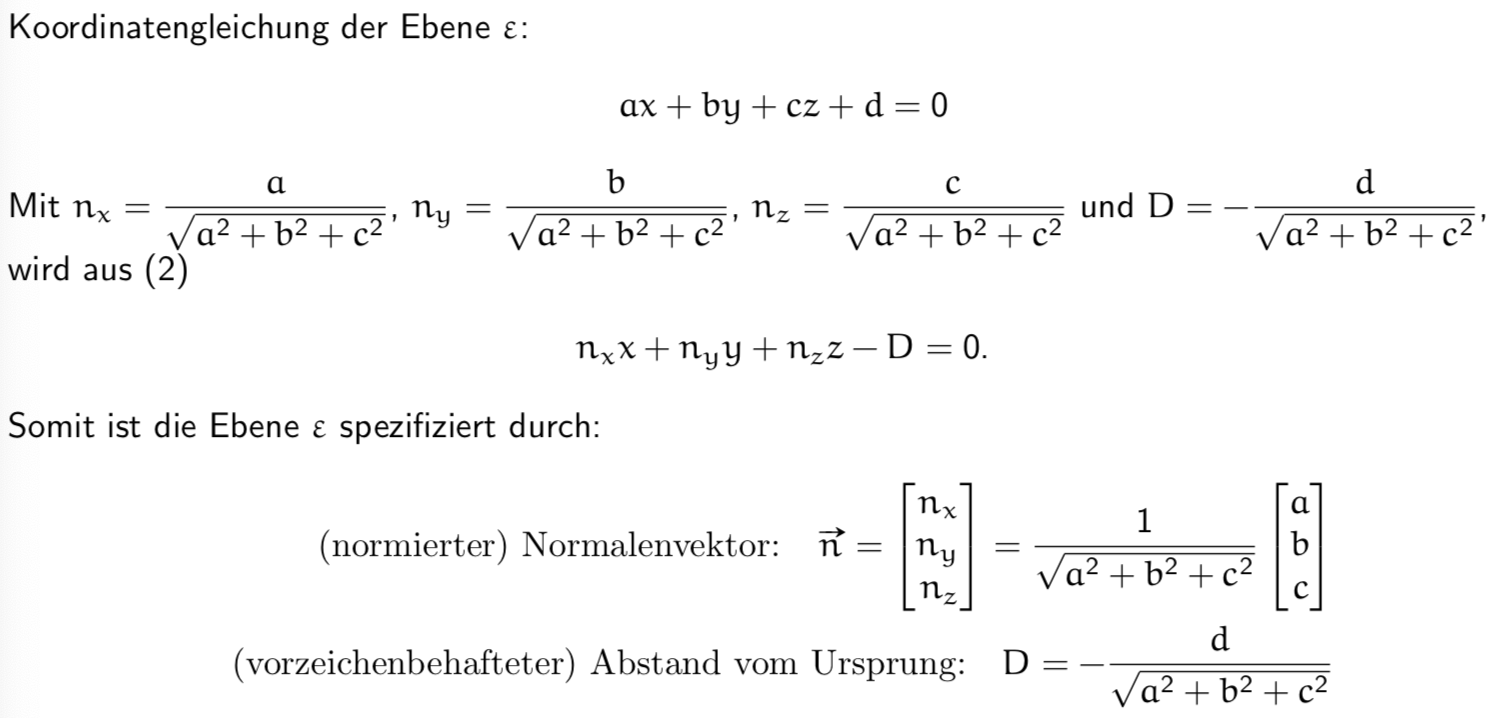 Koordinatengleichung der Ebene ε:
ax + by + cz + d = 0
Mit n_x = \frac{a}{\sqrt{a^2 + b^2 + c^2}}, n_y = \frac{b}{\sqrt{a^2 + b^2 + c^2}}, n_z = \frac{c}{\sqrt{a^2 + b^2 + c^2}} und D = -\frac{d}{\sqrt{a^2 + b^2 + c^2}},
wird aus (2)
n_x x + n_y y + n_z z − D = 0.
Somit ist die Ebene ε spezifiziert durch:
(normierter) Normalenvektor: \vec{n} = \begin{bmatrix} n_x \\ n_y \\ n_z \end{bmatrix} = \frac{1}{\sqrt{a^2 + b^2 + c^2}} \begin{bmatrix} a \\ b \\ c \end{bmatrix}
(vorzeichenbehafteter) Abstand vom Ursprung: D = -\frac{d}{\sqrt{a^2 + b^2 + c^2}}